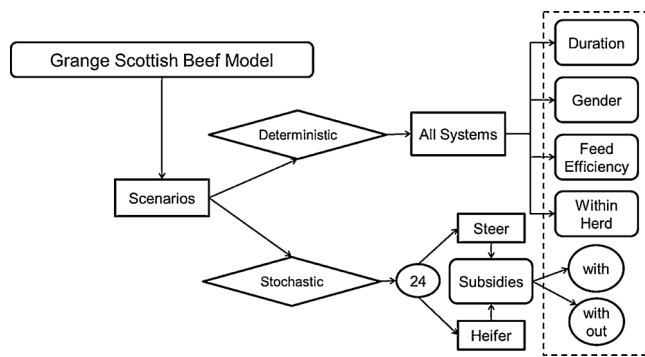 Grange Scottish Beef Model
Duration
Gender
Deterministic
All Systems
Feed
Efficiency
Scenarios
Within
Herd
Steer
Stochastic
24
Subsidies
with
with
out
Heifer